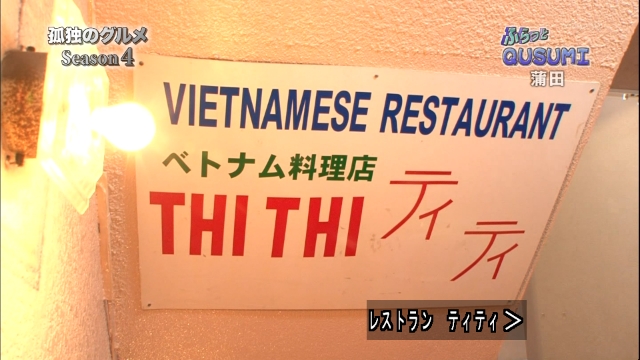 孤独のグルメ
Season 4
ふらっと
QUSUMI
蒲田
VIETNAMESE RESTAURANT
ベトナム料理店
THI THI ティティ
レストラン ティティ>